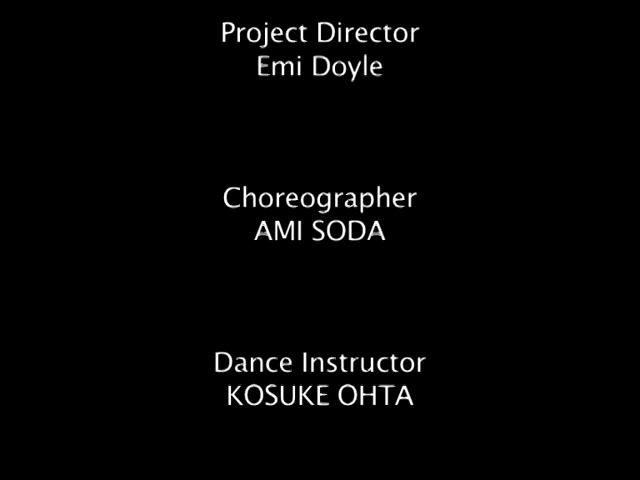 Project Director
Emi Doyle
Choreographer
AMI SODA
Dance Instructor
KOSUKE OHTA